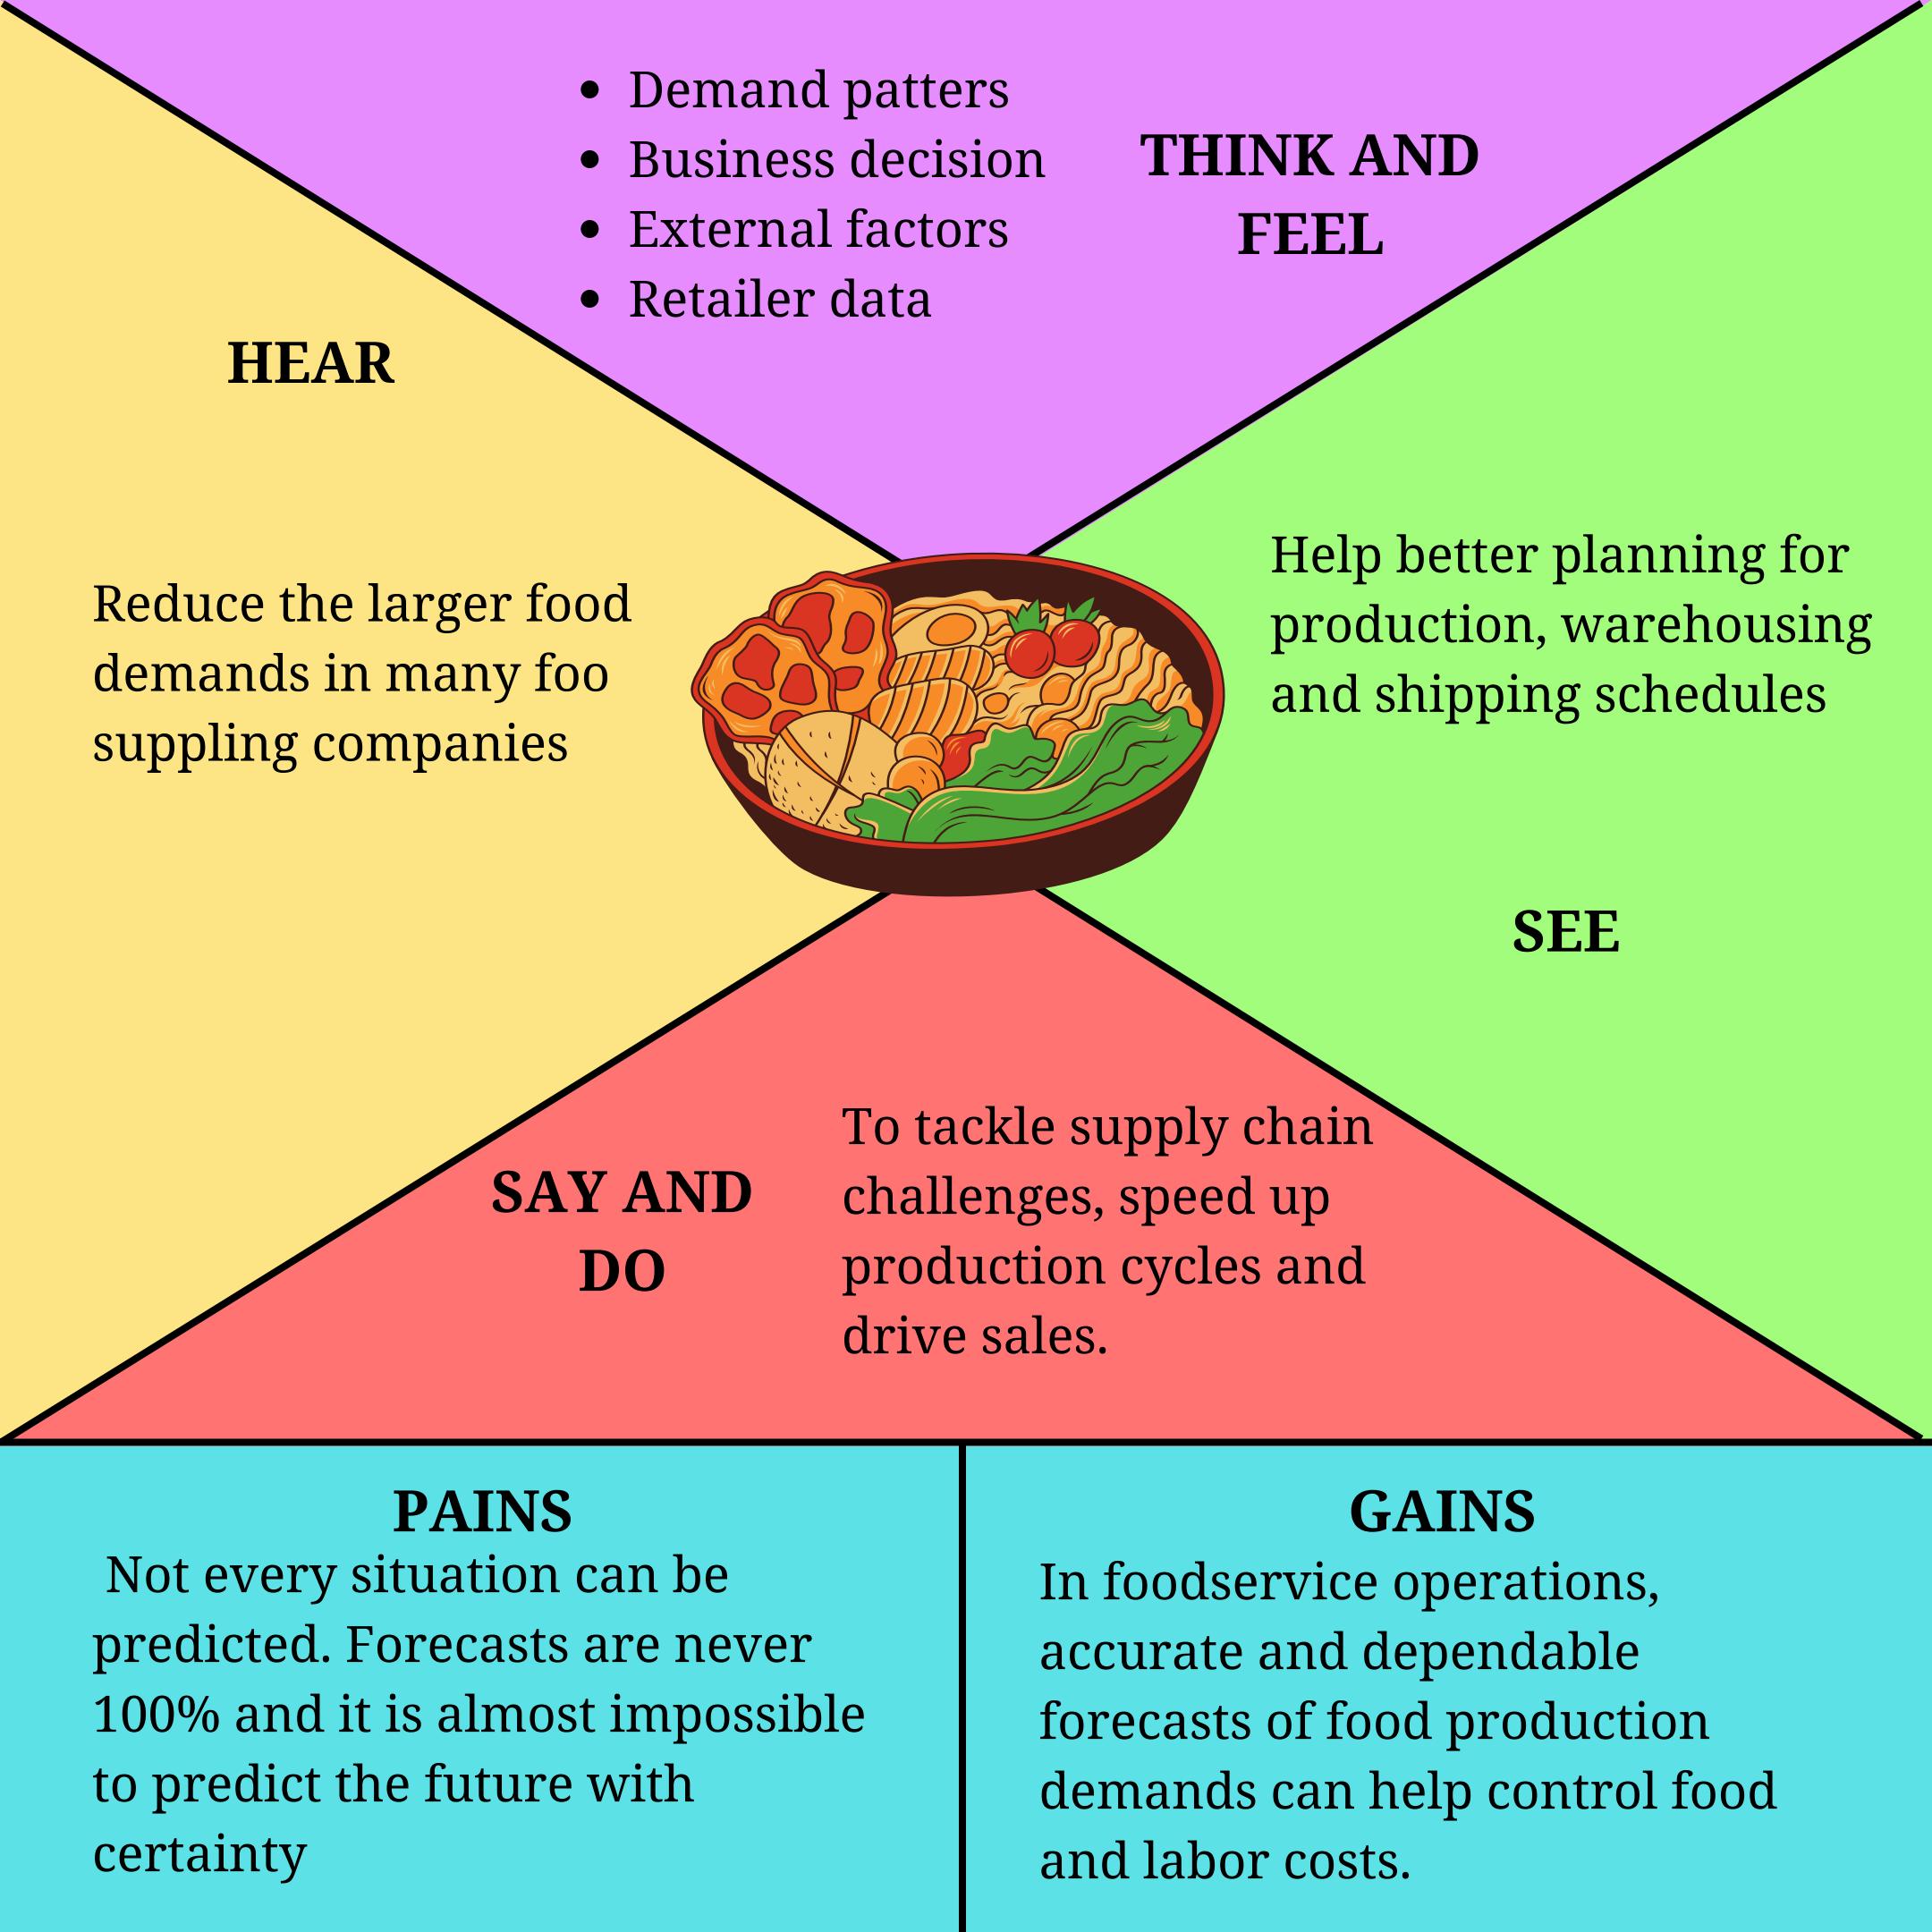 Demand patters
Business decision
External factors
Retailer data
THINK AND
FEEL
HEAR
Reduce the larger food
demands in many foo
suppling companies
Help better planning for
production, warehousing
and shipping schedules
SEE
SAY AND
DO
To tackle supply chain
challenges, speed up
production cycles and
drive sales.
PAINS
Not every situation can be
predicted. Forecasts are never
100% and it is almost impossible
to predict the future with
certainty
GAINS
In foodservice operations,
accurate and dependable
forecasts of food production
demands can help control food
and labor costs.